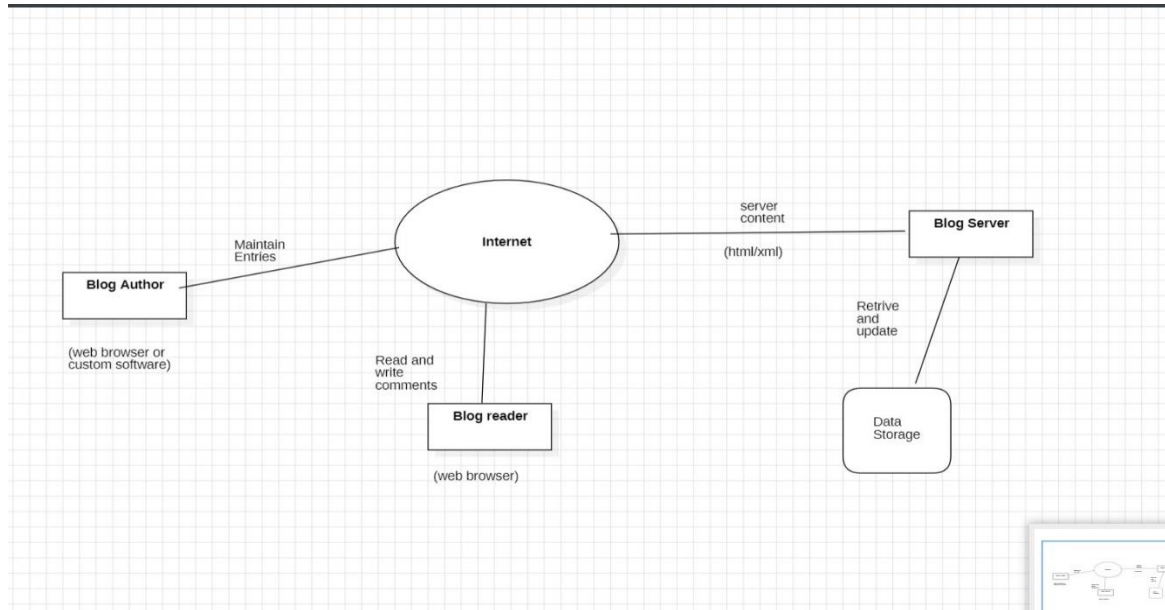 Internet
server
content
(html/xml)
Blog Server
Maintain
Entries
Blog Author
(web browser or
custom software)
Read and
write
comments
Blog reader
(web browser)
Retrive
and
update
Data
Storage